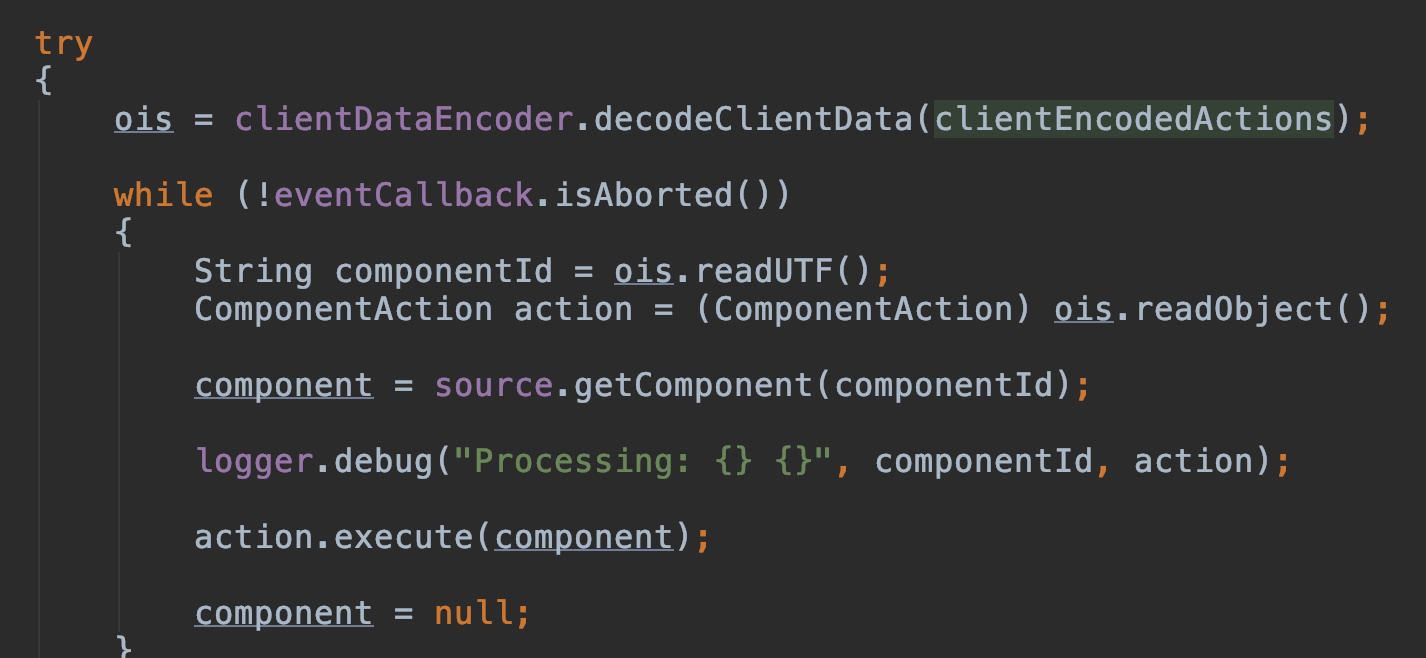 try
{
ois = clientDataEncoder.decodeClientData(clientEncodedActions);
while (!eventCallback.isAborted())
{
String componentId = ois.readUTF();
ComponentAction action = (ComponentAction) ois.readObject();
component = source.getComponent(componentId);
logger.debug("Processing: {} {}", componentId, action);
action.execute(component);
component = null;
}